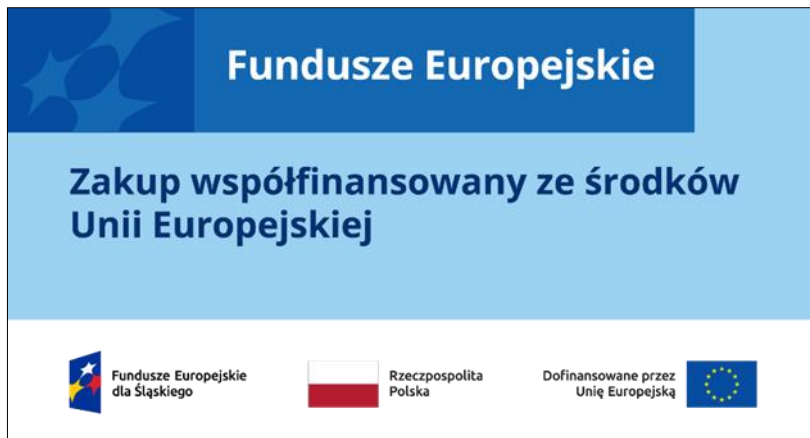 Fundusze Europejskie
Zakup współfinansowany ze środków
Unii Europejskiej
Fundusze Europejskie
dla Śląskiego
Rzeczpospolita
Polska
Dofinansowane przez
Unię Europejską